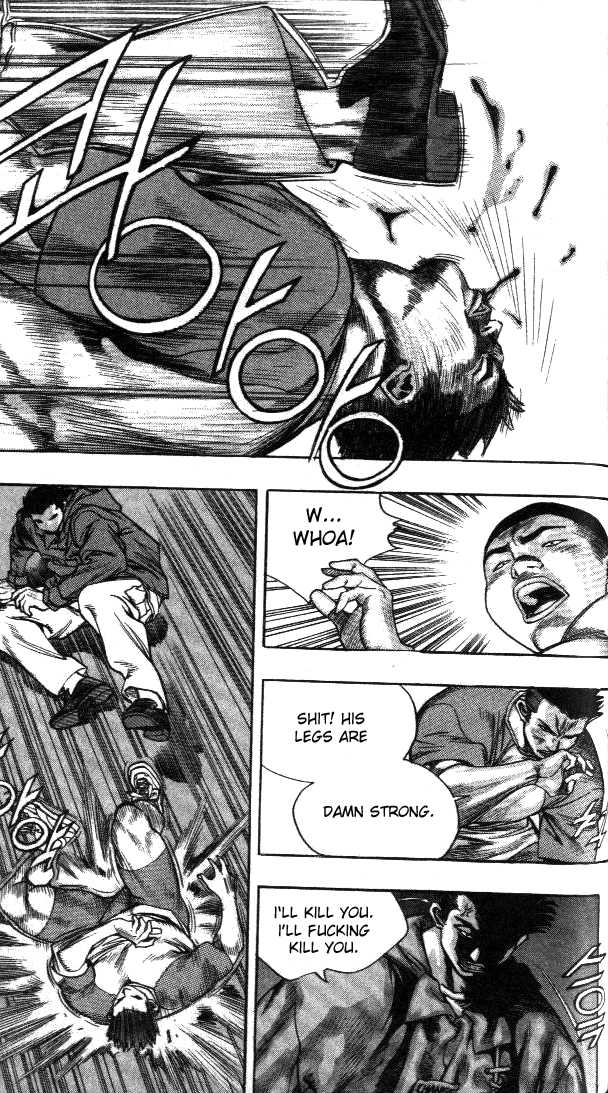 W...
WHOA!
SHIT! HIS
LEGS ARE
DAMN STRONG.
I'LL KILL YOU.
I'LL FUCKING
KILL YOU.